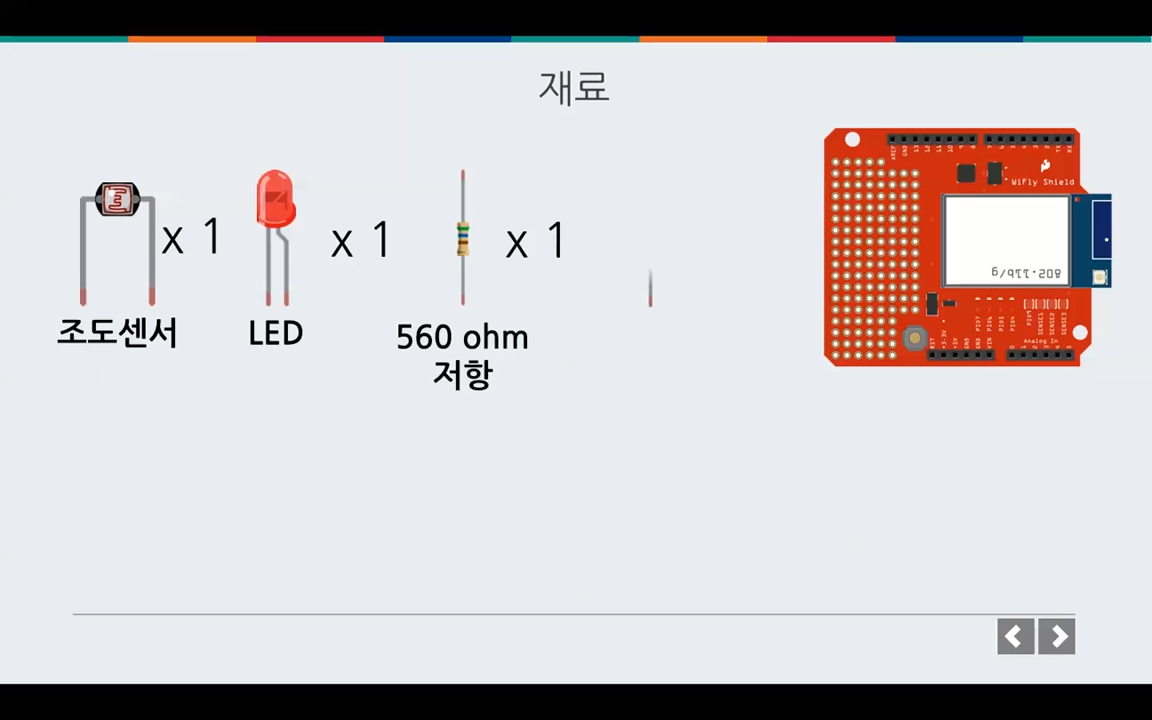 재료
x 1
x 1
x 1
조도센서
LED
560 ohm
저항
WiFly Shield
802.11b/g
Analog In